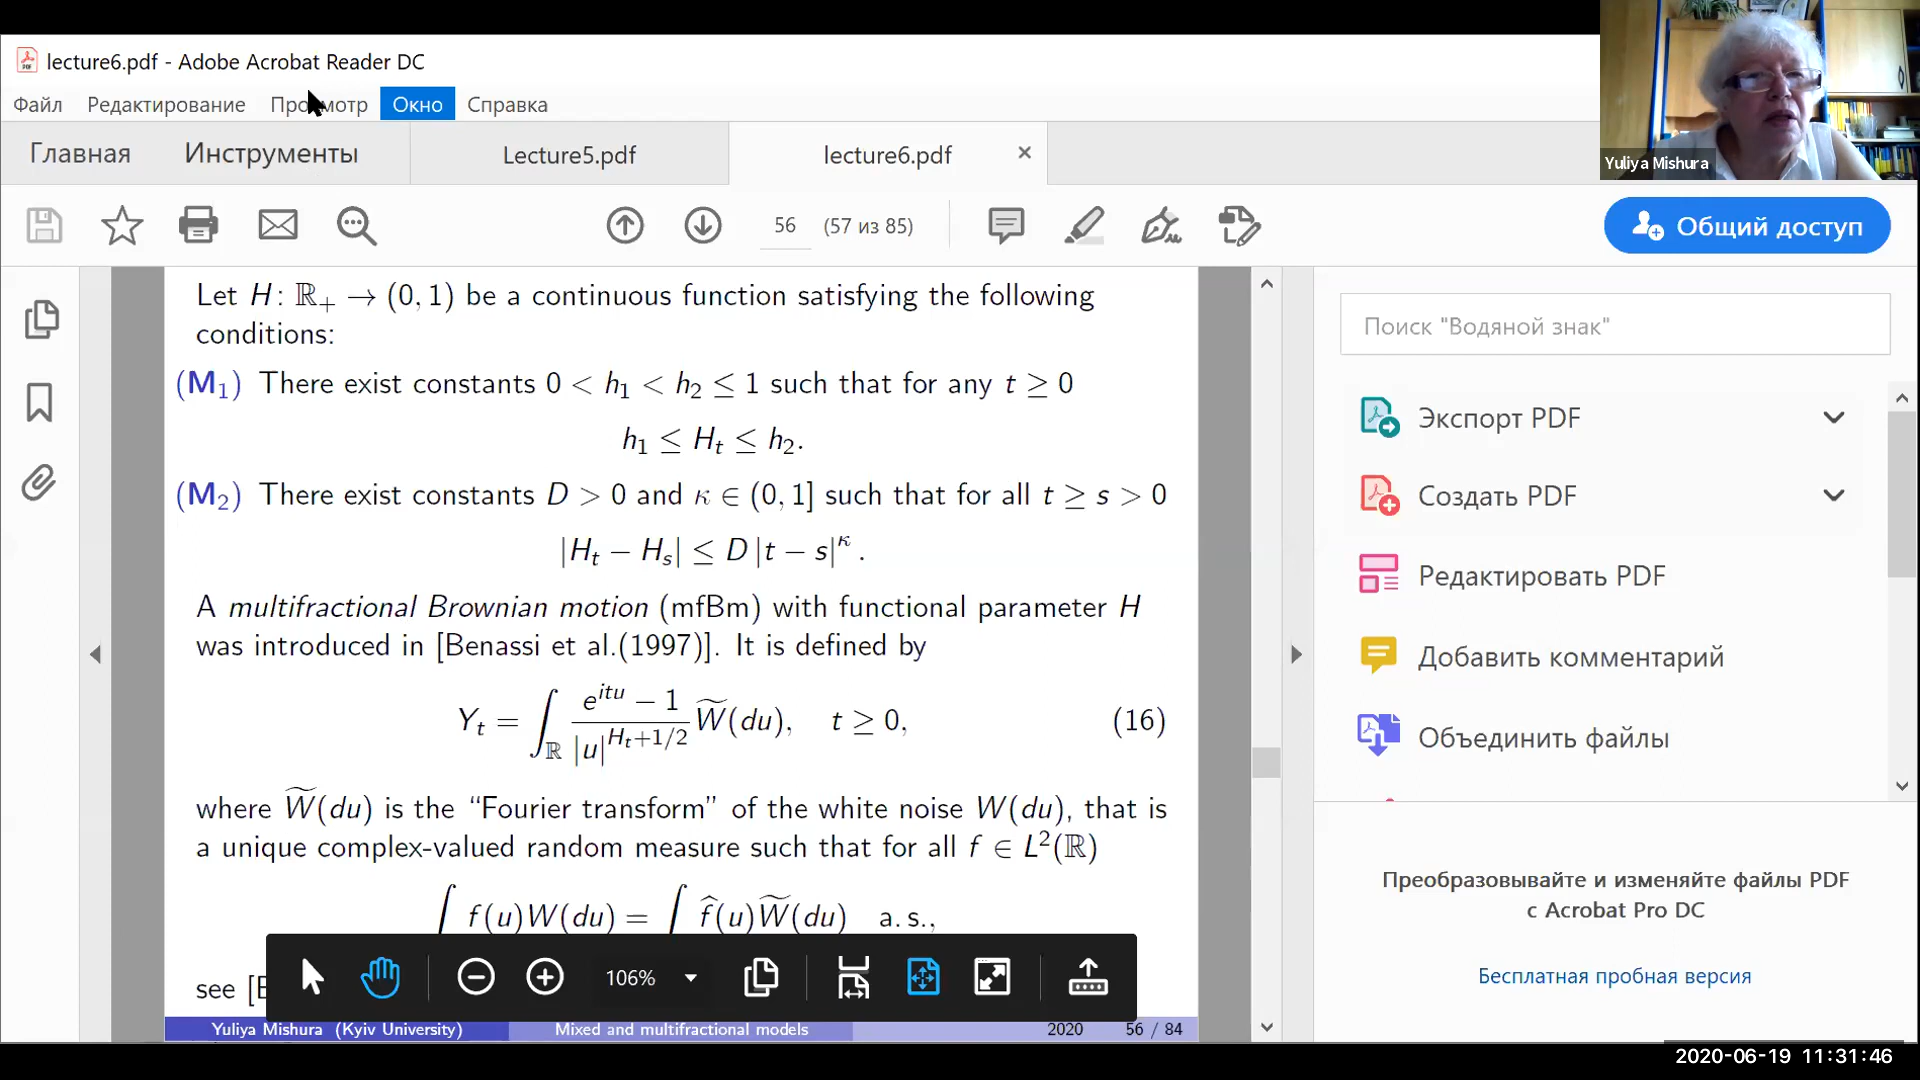 lecture6.pdf - Adobe Acrobat Reader DC
Файл Редактирование Просмотр Окно Справка
Главная Инструменты Lecture5.pdf lecture6.pdf ×
Yuliya Mishura
56 (57 из 85)
Общий доступ
Let H: ℝ₊ → (0, 1) be a continuous function satisfying the following
conditions:
(M₁) There exist constants 0 < h₁ < h₂ ≤ 1 such that for any t ≥ 0
h₁ ≤ Hₜ ≤ h₂.
(M₂) There exist constants D > 0 and κ ∈ (0, 1] such that for all t ≥ s > 0
|Hₜ − Hₛ| ≤ D |t − s|^κ .
A multifractional Brownian motion (mfBm) with functional parameter H
was introduced in [Benassi et al.(1997)]. It is defined by
Yₜ = ∫_ℝ (e^{itu} − 1)/|u|^{Hₜ+1/2} W̃(du), t ≥ 0, (16)
where W̃(du) is the “Fourier transform” of the white noise W(du), that is
a unique complex-valued random measure such that for all f ∈ L²(ℝ)
∫ f(u)W(du) = ∫ f̂(u)W̃(du) a. s.,
see [
106%
Yuliya Mishura (Kyiv University) Mixed and multifractional models 2020 56 / 84
Поиск "Водяной знак"
Экспорт PDF
Создать PDF
Редактировать PDF
Добавить комментарий
Объединить файлы
Преобразовывайте и изменяйте файлы PDF
с Acrobat Pro DC
Бесплатная пробная версия
2020-06-19 11:31:46